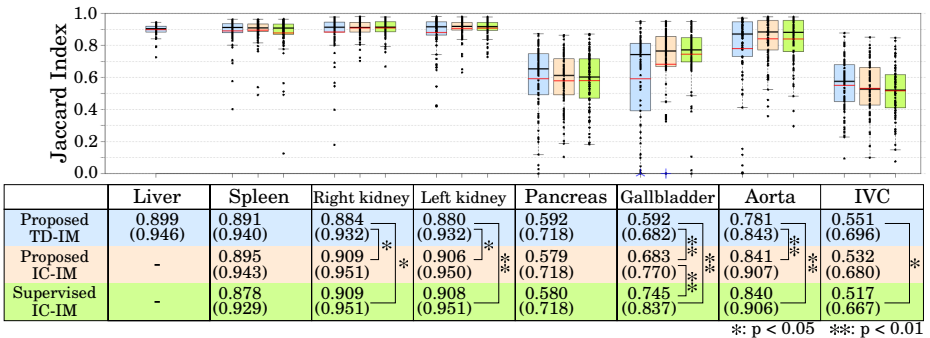 Jaccard Index
1.0
0.8
0.6
0.4
0.2
0.0
Liver Spleen Right kidney Left kidney Pancreas Gallbladder Aorta IVC
Proposed TD-IM 0.899 (0.946) 0.891 (0.940) 0.884 (0.932) 0.880 (0.932) 0.592 (0.718) 0.592 (0.682) 0.781 (0.843) 0.551 (0.696)
* * * ** ** ** * ** *
Proposed IC-IM - 0.895 (0.943) 0.909 (0.951) 0.906 (0.950) 0.579 (0.718) 0.683 (0.770) 0.841 (0.907) 0.532 (0.680)
**
Supervised IC-IM - 0.878 (0.929) 0.909 (0.951) 0.908 (0.951) 0.580 (0.718) 0.745 (0.837) 0.840 (0.906) 0.517 (0.667)
*: p < 0.05 **: p < 0.01